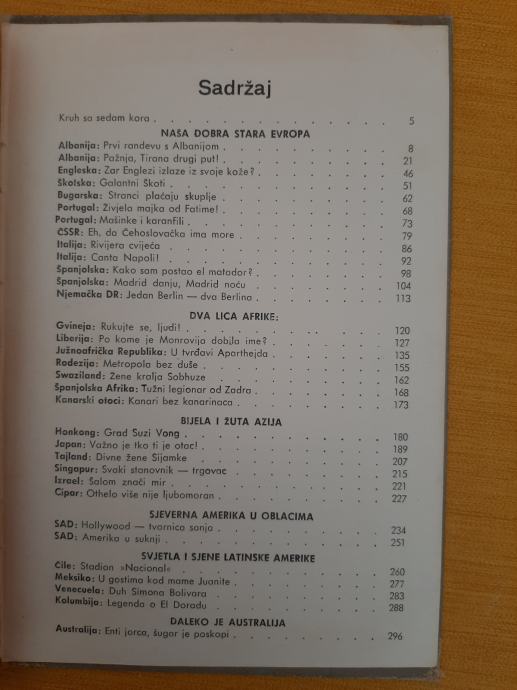 Sadržaj
Kruh sa sedam kora . . . . . . . . . . . . 5
NAŠA DOBRA STARA EVROPA
Albanija: Prvi randevu s Albanijom . . . . . . . . 8
Albanija: Pažnja, Tirana drugi put! . . . . . . . . 21
Engleska: Zar Englezi izlaze iz svoje kože? . . . . . . 46
Škotska: Galantni Škoti . . . . . . . . . . 51
Bugarska: Stranci plaćaju skuplje . . . . . . . . 62
Portugal: Živjela majka od Fatime! . . . . . . . . 68
Portugal: Mašinke i karanfili . . . . . . . . . 73
ČSSR: Eh, da Čehoslovačka ima more . . . . . . . 79
Italija: Rivijera cvijeća . . . . . . . . . . 86
Italija: Canta Napoli! . . . . . . . . . . 92
Španjolska: Kako sam postao el matador? . . . . . . 98
Španjolska: Madrid danju, Madrid noću . . . . . . 104
Njemačka DR: Jedan Berlin — dva Berlina . . . . . . 113
DVA LICA AFRIKE:
Gvineja: Rukujte se, ljudi! . . . . . . . . . 120
Liberija: Po kome je Monrovija dobila ime? . . . . . 127
Južnoafrička Republika: U tvrđavi Aparthejda . . . . . 135
Rodezija: Metropola bez duše . . . . . . . . 155
Swaziland: Žene kralja Sobhuze . . . . . . . . 162
Španjolska Afrika: Tužni legionar od Zadra . . . . . 168
Kanarski otoci: Kanari bez kanarinaca . . . . . . . 173
BIJELA I ŽUTA AZIJA
Honkong: Grad Suzi Vong . . . . . . . . . 180
Japan: Važno je tko ti je otac! . . . . . . . . 189
Tajland: Divne žene Sijamke . . . . . . . . . 207
Singapur: Svaki stanovnik — trgovac . . . . . . . 215
Izrael: Šalom znači mir . . . . . . . . . . 221
Cipar: Othelo više nije ljubomoran . . . . . . . . 227
SJEVERNA AMERIKA U OBLACIMA
SAD: Hollywood — tvornica sanja . . . . . . . . 234
SAD: Amerika u suknji . . . . . . . . . . 251
SVJETLA I SJENE LATINSKE AMERIKE
Čile: Stadion »Nacional« . . . . . . . . . 260
Meksiko: U gostima kod mame Juanite . . . . . . . 277
Venecuela: Duh Simona Bolivara . . . . . . . . 283
Kolumbija: Legenda o El Doradu . . . . . . . . 288
DALEKO JE AUSTRALIJA
Australija: Enti jorca, šugar je poskopi . . . . . . . 296